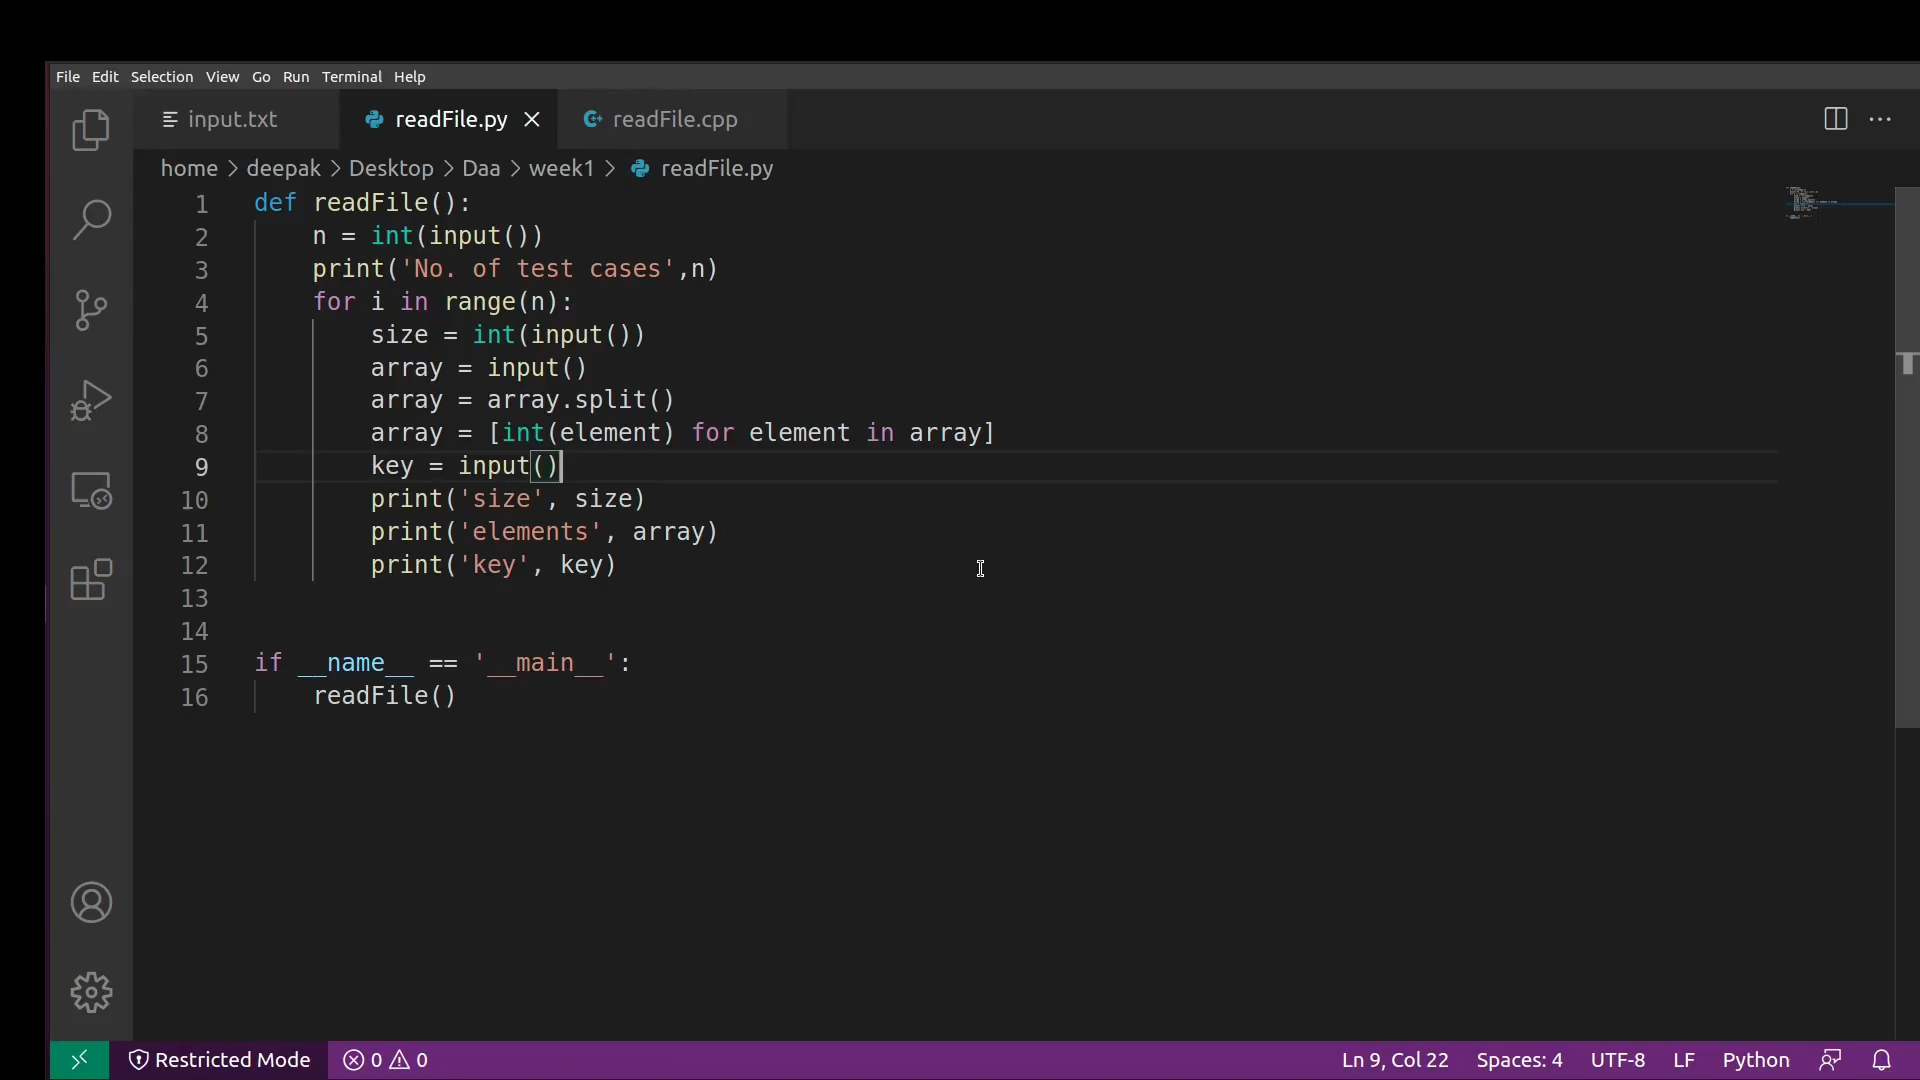 File Edit Selection View Go Run Terminal Help
input.txt readFile.py readFile.cpp
home > deepak > Desktop > Daa > week1 > readFile.py
1 def readFile():
2     n = int(input())
3     print('No. of test cases',n)
4     for i in range(n):
5         size = int(input())
6         array = input()
7         array = array.split()
8         array = [int(element) for element in array]
9         key = input()
10         print('size', size)
11         print('elements', array)
12         print('key', key)
13
14
15 if __name__ == '__main__':
16     readFile()
Restricted Mode 0 0 Ln 9, Col 22 Spaces: 4 UTF-8 LF Python